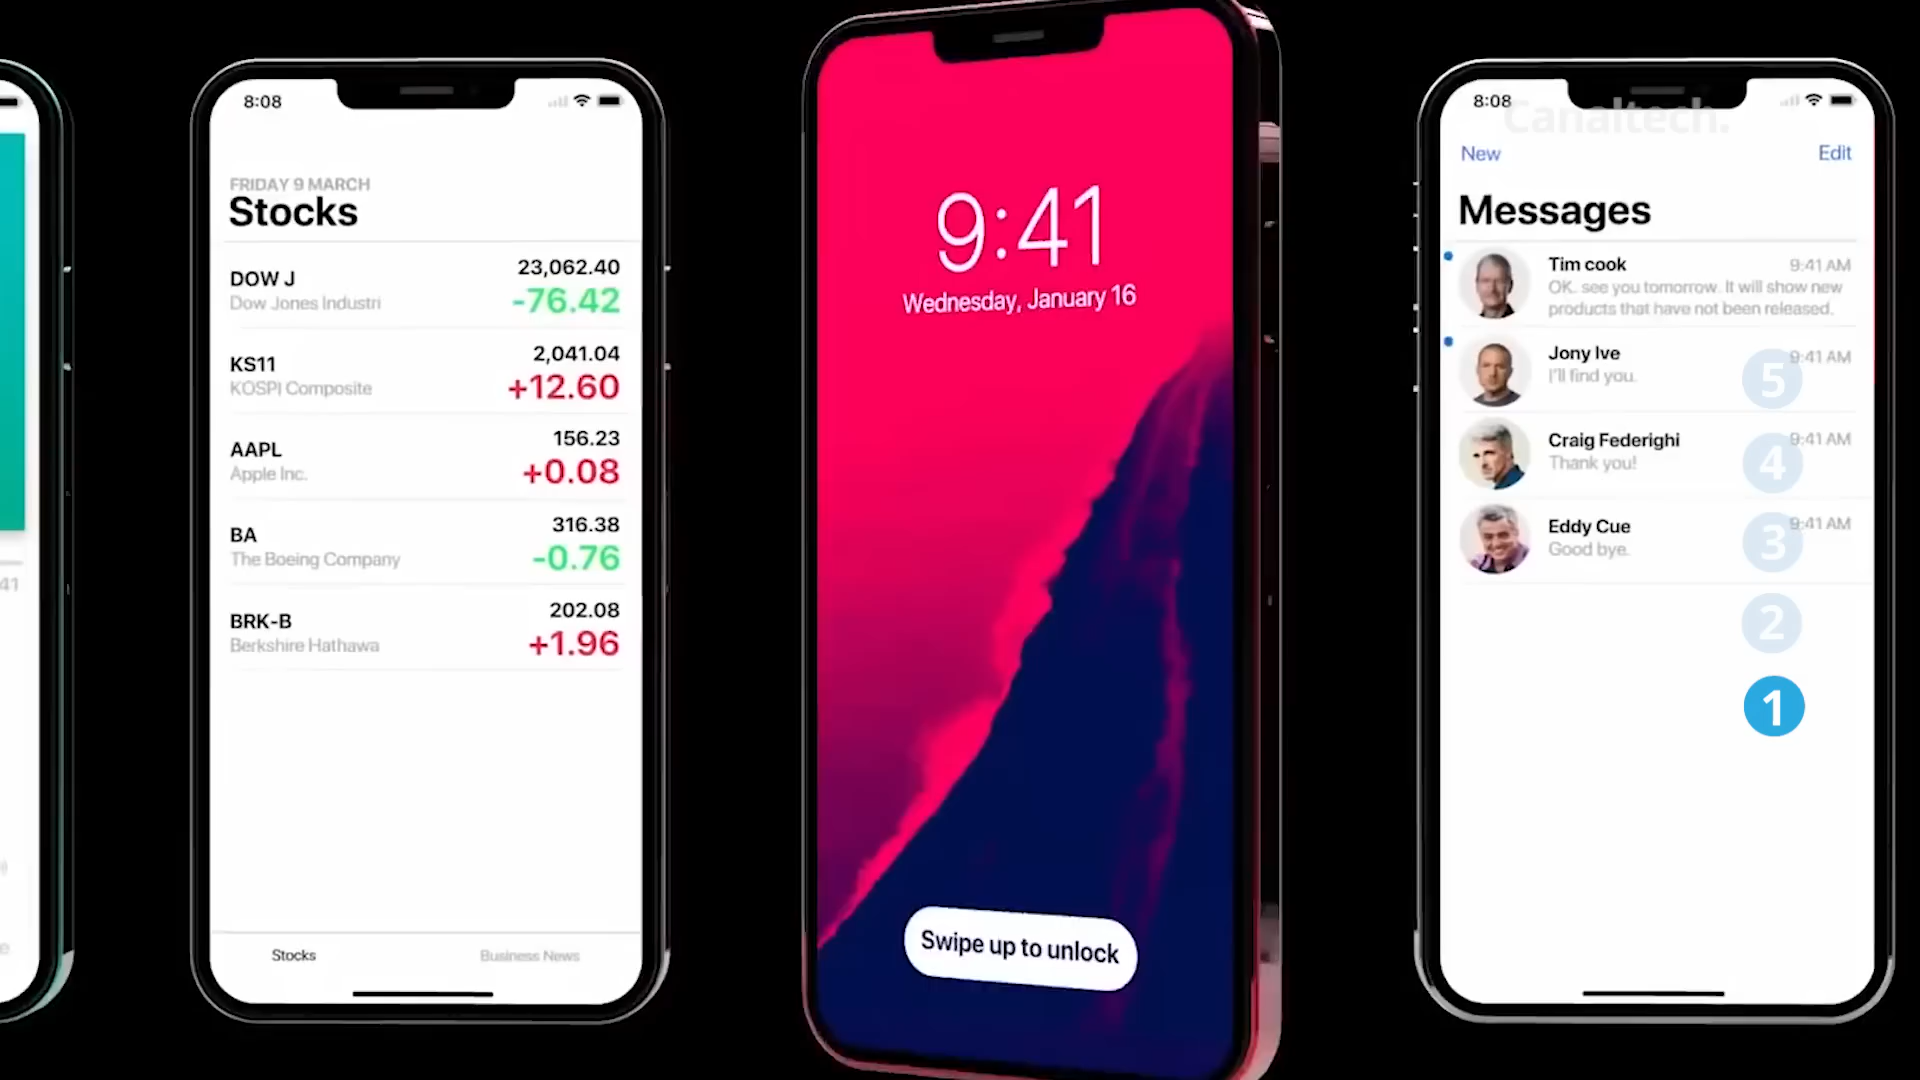 8:08
FRIDAY 9 MARCH
Stocks
DOW J
23,062.40
Dow Jones Industri
-76.42
KS11
2,041.04
KOSPI Composite
+12.60
AAPL
156.23
Apple Inc.
+0.08
BA
316.38
The Boeing Company
-0.76
BRK-B
202.08
Berkshire Hathawa
+1.96
Stocks
Business News
9:41
Wednesday, January 16
Swipe up to unlock
8:08
Canaltech.
New
Edit
Messages
Tim cook
9:41 AM
OK. see you tomorrow. It will show new
products that have not been released.
Jony Ive
9:41 AM
I'll find you.
5
Craig Federighi
9:41 AM
Thank you!
4
Eddy Cue
9:41 AM
Good bye.
3
2
1
41